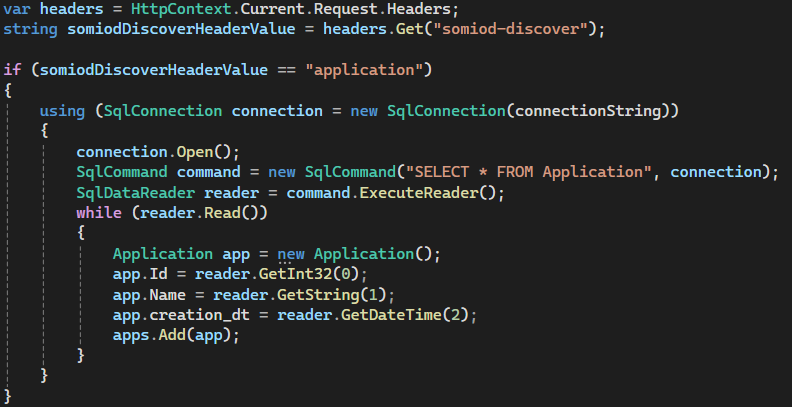 var headers = HttpContext.Current.Request.Headers;
string somiodDiscoverHeaderValue = headers.Get("somiod-discover");

if (somiodDiscoverHeaderValue == "application")
{
    using (SqlConnection connection = new SqlConnection(connectionString))
    {
        connection.Open();
        SqlCommand command = new SqlCommand("SELECT * FROM Application", connection);
        SqlDataReader reader = command.ExecuteReader();
        while (reader.Read())
        {
            Application app = new Application();
            app.Id = reader.GetInt32(0);
            app.Name = reader.GetString(1);
            app.creation_dt = reader.GetDateTime(2);
            apps.Add(app);
        }
    }
}